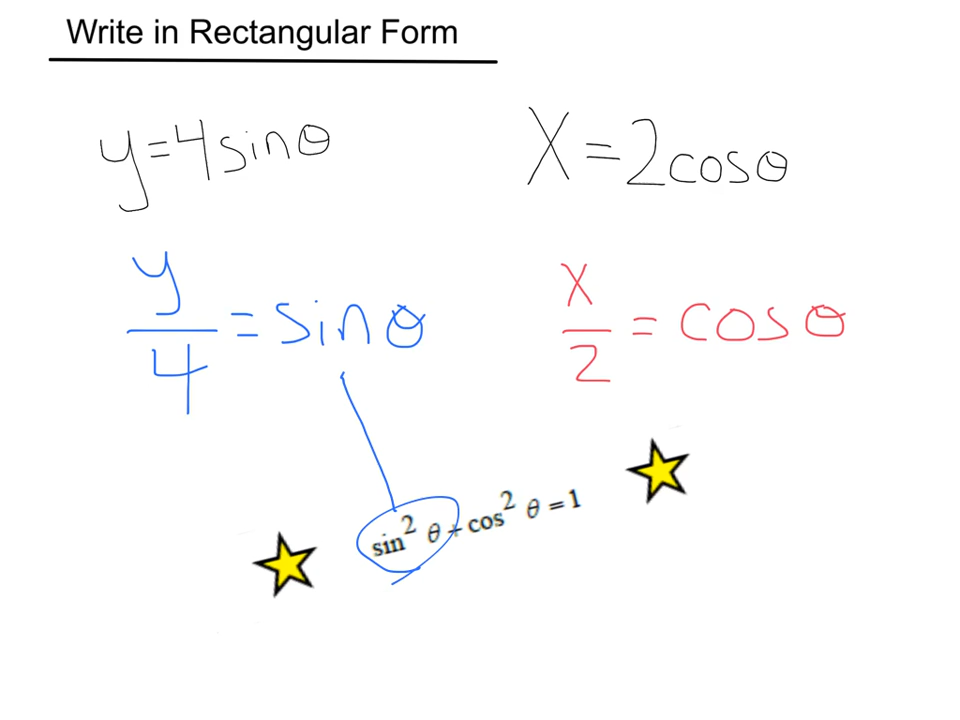 Write in Rectangular Form
y=4sinθ
X=2cosθ
y/4=sinθ
x/2=cosθ
sin² θ+cos² θ=1